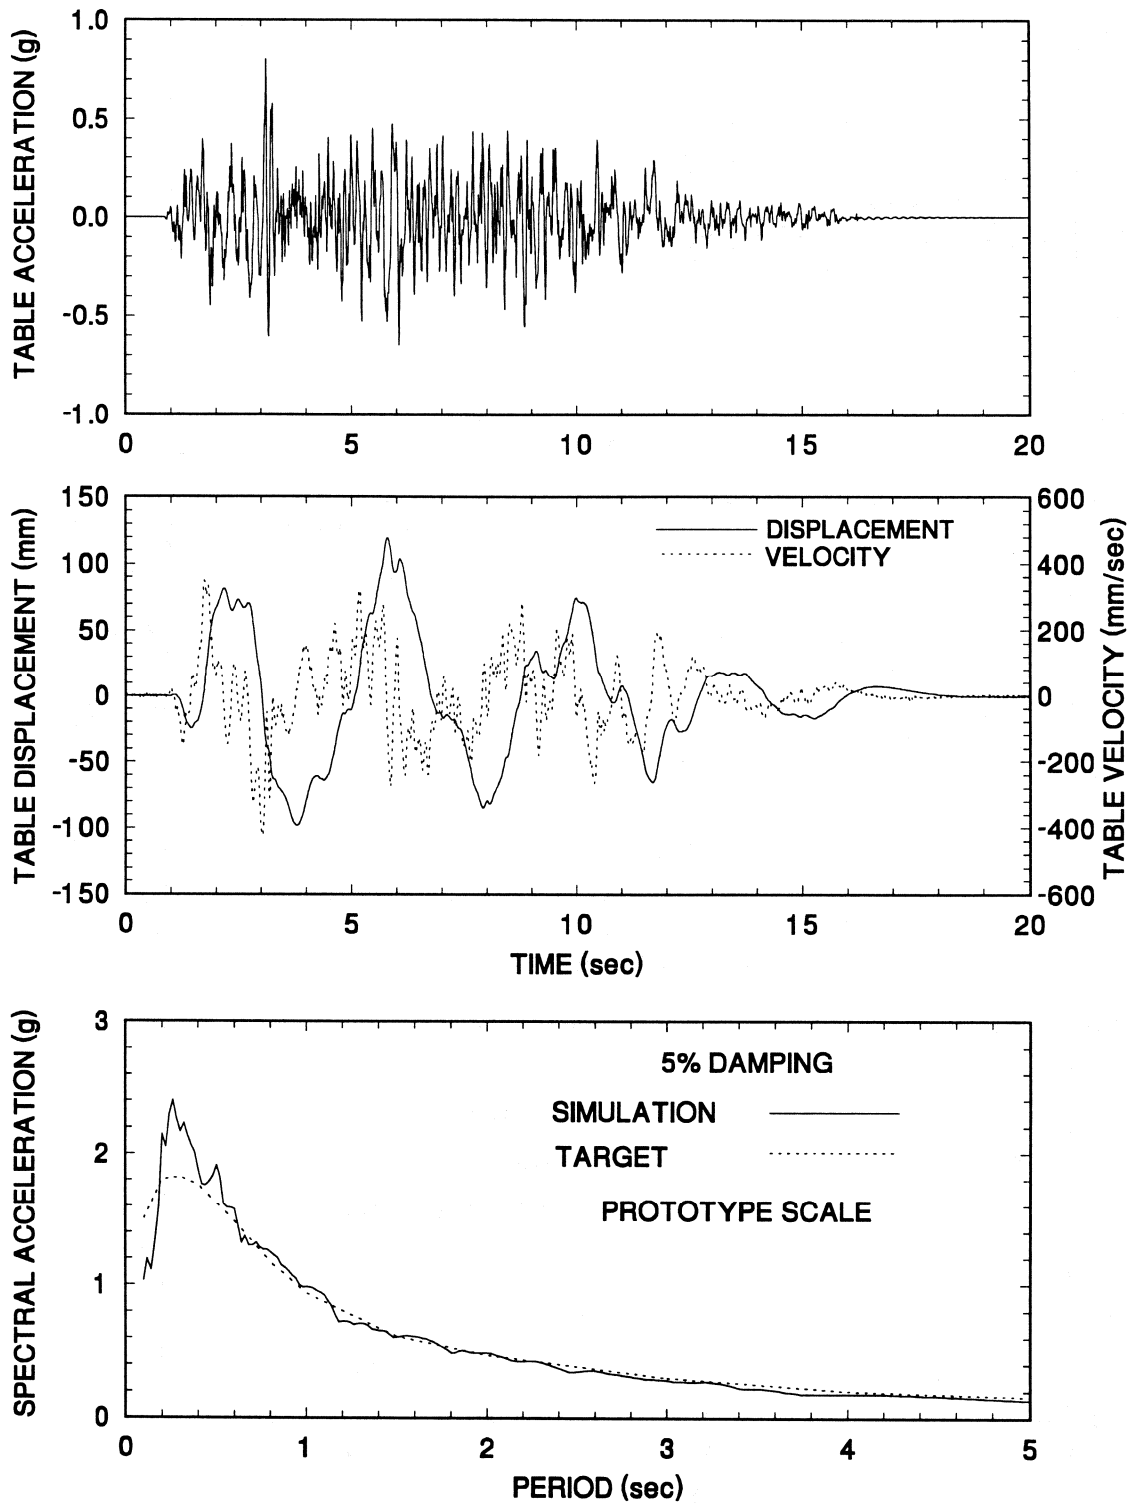 TABLE ACCELERATION (g)
1.0
0.5
0.0
-0.5
-1.0
0 5 10 15 20
TABLE DISPLACEMENT (mm)
150
100
50
0
-50
-100
-150
DISPLACEMENT
VELOCITY
600
400
200
0
-200
-400
-600
TABLE VELOCITY (mm/sec)
0 5 10 15 20
TIME (sec)
SPECTRAL ACCELERATION (g)
3
2
1
0
5% DAMPING
SIMULATION
TARGET
PROTOTYPE SCALE
0 1 2 3 4 5
PERIOD (sec)